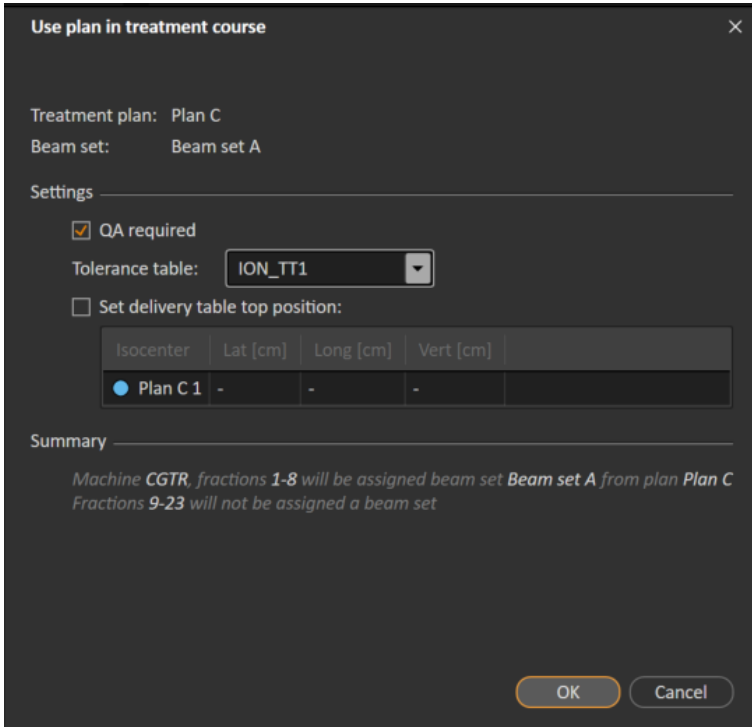 Use plan in treatment course
Treatment plan: Plan C
Beam set: Beam set A
Settings
QA required
Tolerance table: ION_TT1
Set delivery table top position:
Isocenter Lat [cm] Long [cm] Vert [cm]
Plan C 1 - - -
Summary
Machine CGTR, fractions 1-8 will be assigned beam set Beam set A from plan Plan C
Fractions 9-23 will not be assigned a beam set
OK Cancel